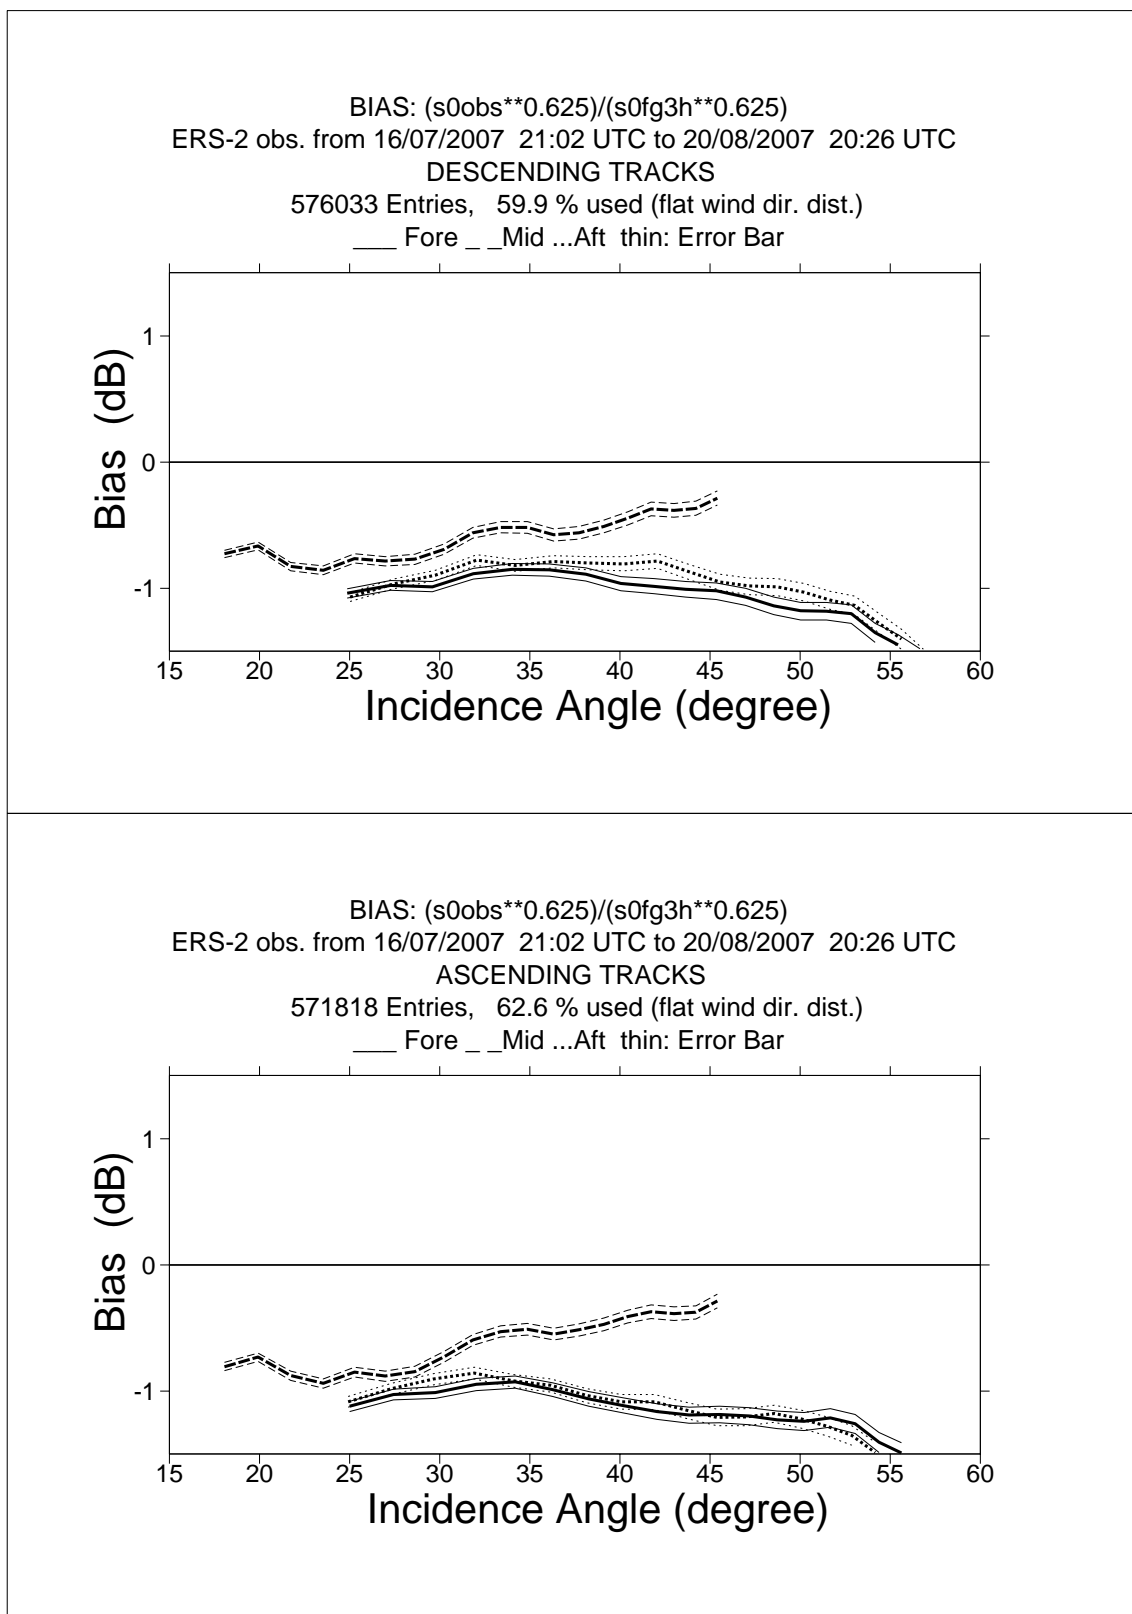 BIAS: (s0obs**0.625)/(s0fg3h**0.625)
ERS-2 obs. from 16/07/2007  21:02 UTC to 20/08/2007  20:26 UTC
DESCENDING TRACKS
576033 Entries,   59.9 % used (flat wind dir. dist.)
___ Fore _ _Mid ...Aft  thin: Error Bar
1
0
-1
Bias (dB)
15 20 25 30 35 40 45 50 55 60
Incidence Angle (degree)
BIAS: (s0obs**0.625)/(s0fg3h**0.625)
ERS-2 obs. from 16/07/2007  21:02 UTC to 20/08/2007  20:26 UTC
ASCENDING TRACKS
571818 Entries,   62.6 % used (flat wind dir. dist.)
___ Fore _ _Mid ...Aft  thin: Error Bar
1
0
-1
Bias (dB)
15 20 25 30 35 40 45 50 55 60
Incidence Angle (degree)